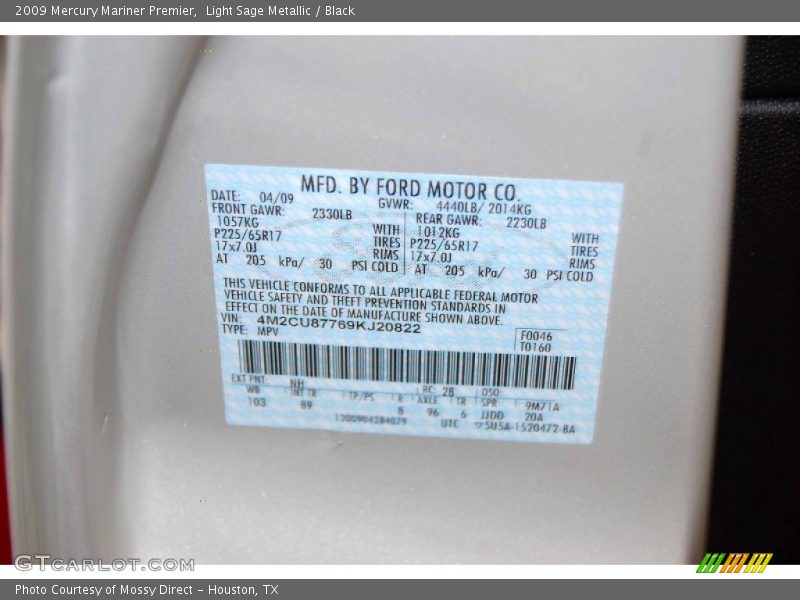 2009 Mercury Mariner Premier, Light Sage Metallic / Black
MFD. BY FORD MOTOR CO.
DATE: 04/09 GVWR: 4440LB/ 2014KG
FRONT GAWR: 2330LB REAR GAWR: 2230LB
1057KG WITH 1012KG WITH
P225/65R17 TIRES P225/65R17 TIRES
17x7.0J RIMS 17x7.0J RIMS
AT 205 kPa/ 30 PSI COLD AT 205 kPa/ 30 PSI COLD
THIS VEHICLE CONFORMS TO ALL APPLICABLE FEDERAL MOTOR
VEHICLE SAFETY AND THEFT PREVENTION STANDARDS IN
EFFECT ON THE DATE OF MANUFACTURE SHOWN ABOVE.
VIN: 4M2CU87769KJ20822
TYPE: MPV
F0046
T0160
EXT PNT: NH RC: 28 DSO:
WB INT TR TP/PS R AXLE TR SPR 9M71A
103 89 8 96 6 JJDD 20A
1200904284079 UTC 5U5A-1520472-BA
GTCARLOT.COM
Photo Courtesy of Mossy Direct - Houston, TX